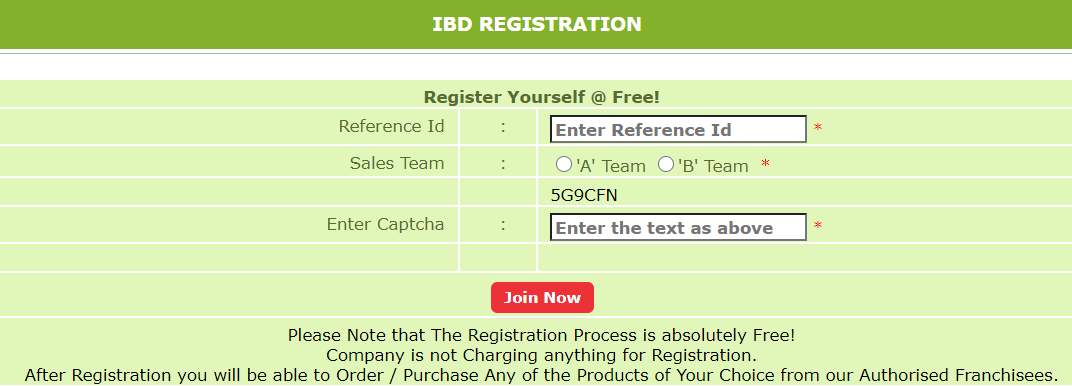 IBD REGISTRATION
Register Yourself @ Free!
Reference Id : Enter Reference Id *
Sales Team : 'A' Team 'B' Team *
5G9CFN
Enter Captcha : Enter the text as above *
Join Now
Please Note that The Registration Process is absolutely Free!
Company is not Charging anything for Registration.
After Registration you will be able to Order / Purchase Any of the Products of Your Choice from our Authorised Franchisees.